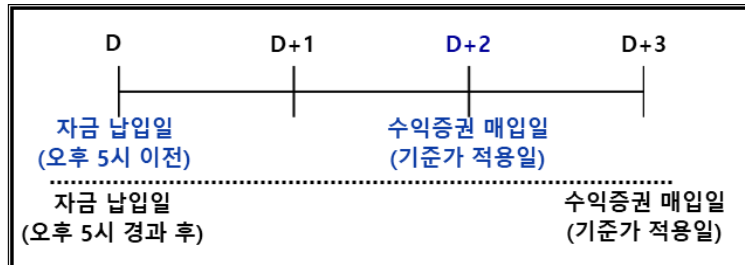 D D+1 D+2 D+3
자금 납입일 수익증권 매입일
(오후 5시 이전) (기준가 적용일)
자금 납입일 수익증권 매입일
(오후 5시 경과 후) (기준가 적용일)